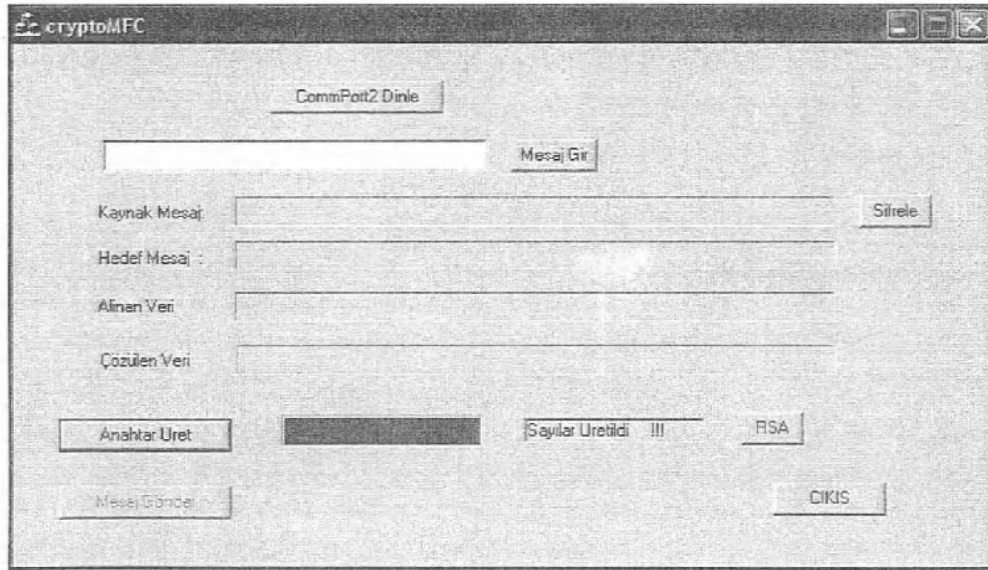 cryptoMFC
CommPort2 Dinle
Mesaj Gir
Kaynak Mesaj: Sifrele
Hedef Mesaj :
Alinan Veri
Çözülen Veri
Anahtar Uret Sayılar Uretildi !!! RSA
Mesaj Gönder CIKIS